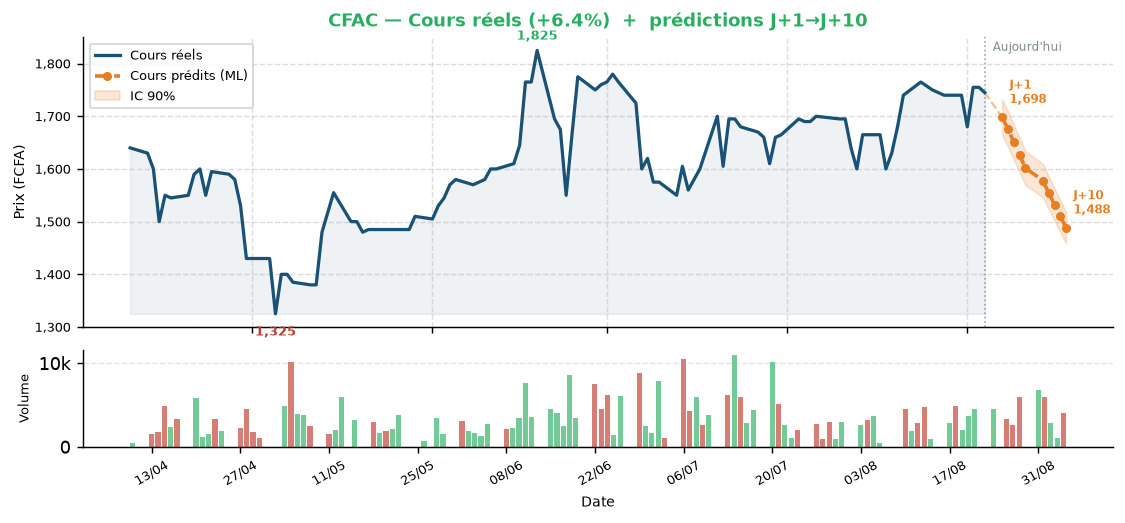 CFAC — Cours réels (+6.4%) + prédictions J+1→J+10
1,825
Cours réels
Cours prédits (ML)
IC 90%
Aujourd'hui
J+1
1,698
J+10
1,488
1,325
Prix (FCFA)
1,800
1,700
1,600
1,500
1,400
1,300
Volume
10k
0
13/04
27/04
11/05
25/05
08/06
22/06
06/07
20/07
03/08
17/08
31/08
Date